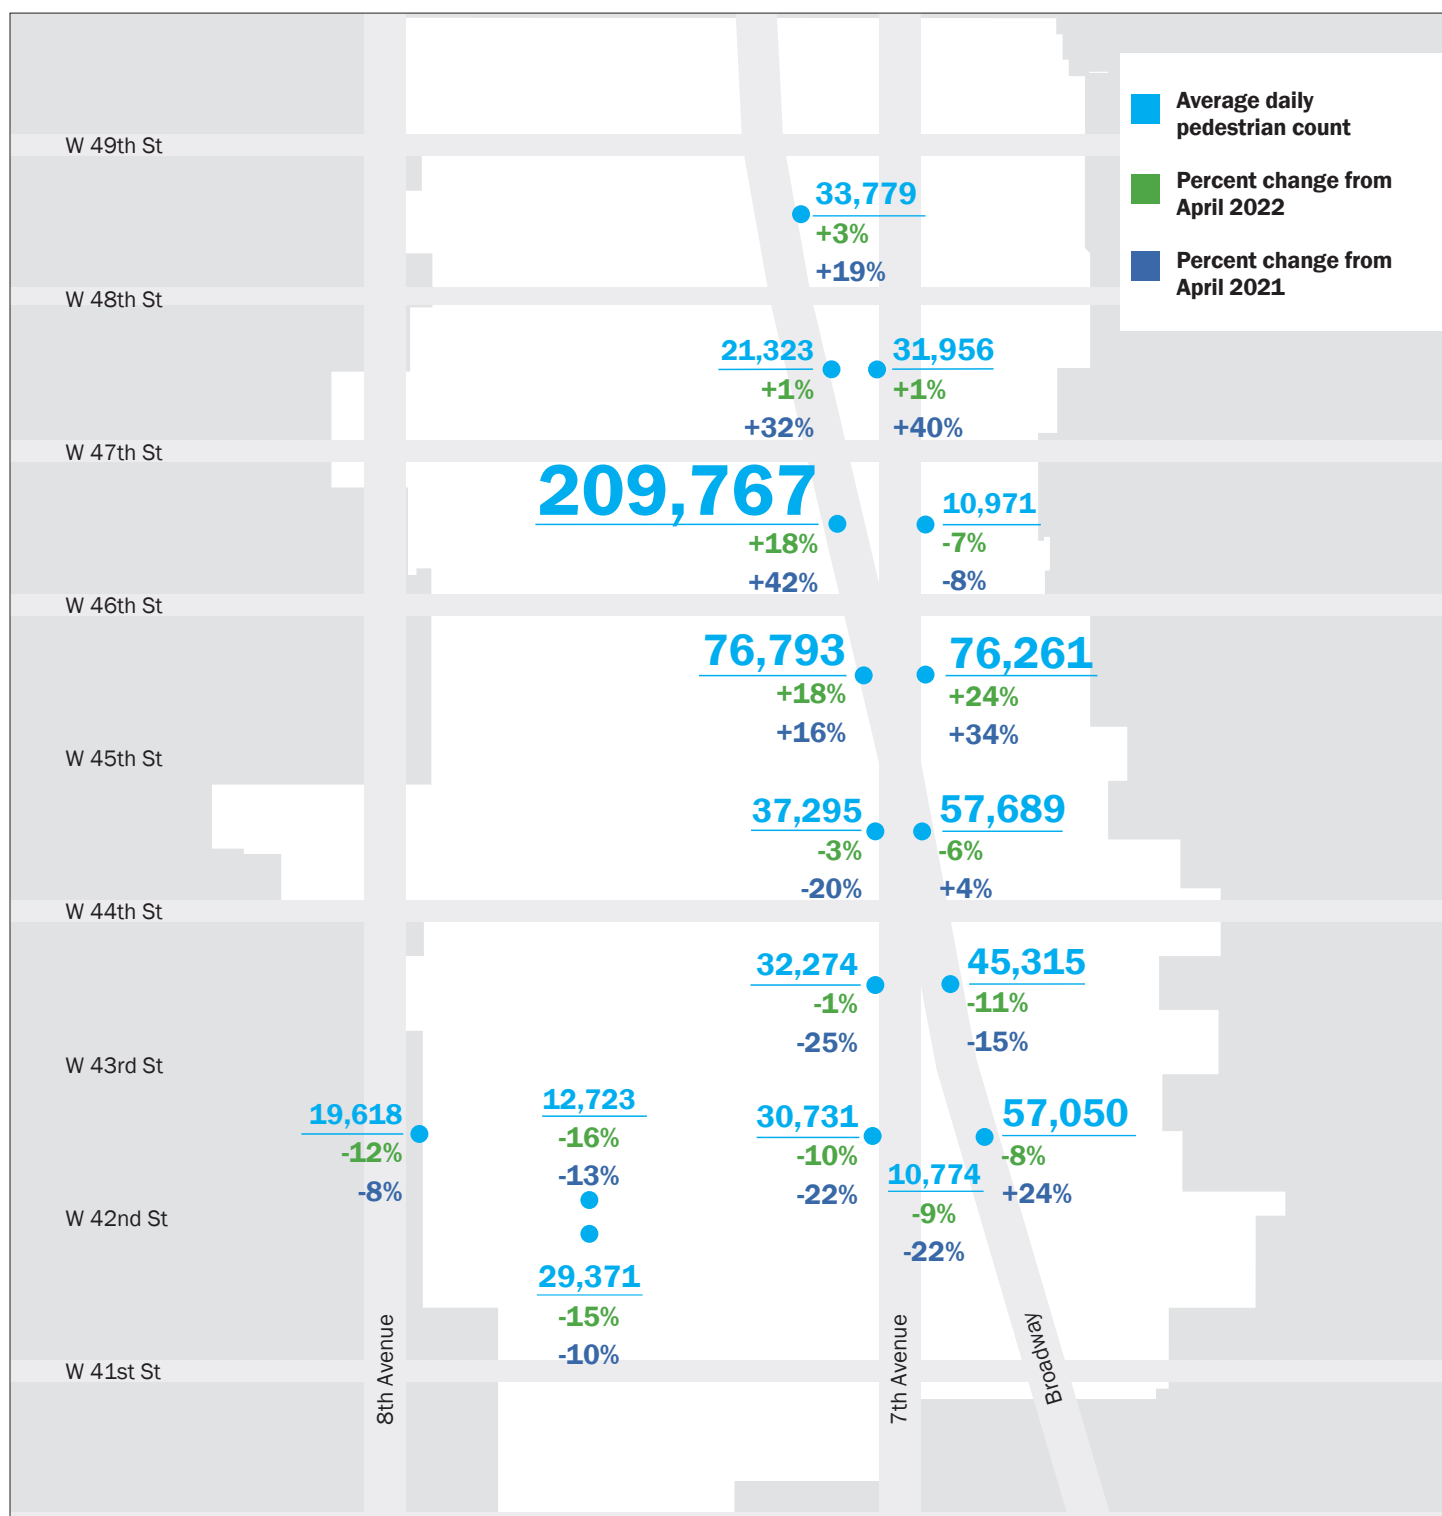 Average daily
pedestrian count
Percent change from
April 2022
Percent change from
April 2021
W 49th St
33,779
+3%
+19%
W 48th St
21,323
+1%
+32%
31,956
+1%
+40%
W 47th St
209,767
+18%
+42%
10,971
-7%
-8%
W 46th St
76,793
+18%
+16%
76,261
+24%
+34%
W 45th St
37,295
-3%
-20%
57,689
-6%
+4%
W 44th St
32,274
-1%
-25%
45,315
-11%
-15%
W 43rd St
19,618
-12%
-8%
12,723
-16%
-13%
30,731
-10%
-22%
57,050
-8%
+24%
10,774
-9%
-22%
W 42nd St
29,371
-15%
-10%
W 41st St
8th Avenue
7th Avenue
Broadway